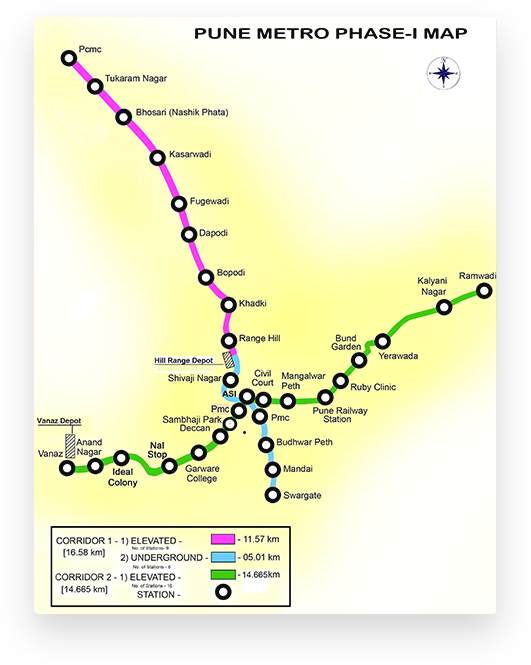 PUNE METRO PHASE-I MAP
N
Pcmc
Tukaram Nagar
Bhosari (Nashik Phata)
Kasarwadi
Fugewadi
Dapodi
Bopodi
Khadki
Range Hill
Hill Range Depot
Shivaji Nagar
ASI
Civil
Court
Mangalwar
Peth
Pune Railway
Station
Ruby Clinic
Bund
Garden
Yerawada
Kalyani
Nagar
Ramwadi
Pmc
Pmc
Sambhaji Park
Deccan
Budhwar Peth
Mandai
Swargate
Vanaz Depot
Vanaz
Anand
Nagar
Ideal
Colony
Nal
Stop
Garware
College
CORRIDOR 1 - 1) ELEVATED - - 11.57 km
[16.58 km] No. of Stations- 9
2) UNDERGROUND - - 05.01 km
No. of Stations - 6
CORRIDOR 2 - 1) ELEVATED - - 14.665km
[14.665 km] No. of Stations - 16
STATION -